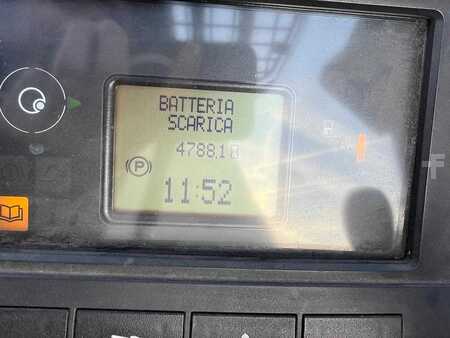 BATTERIA
SCARICA
4788.1
P
11:52